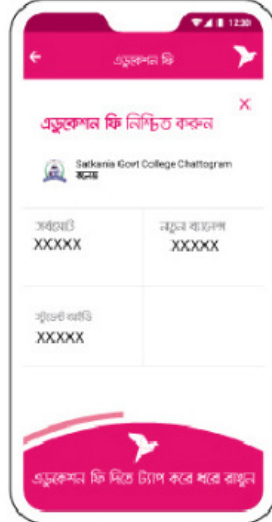 12:30
এডুকেশন ফি
এডুকেশন ফি নিশ্চিত করুন
Satkania Govt College Chattogram
কলেজ
সর্বমোট
XXXXX
নতুন ব্যালেন্স
XXXXX
স্টুডেন্ট আইডি
XXXXX
এডুকেশন ফি দিতে ট্যাপ করে ধরে রাখুন